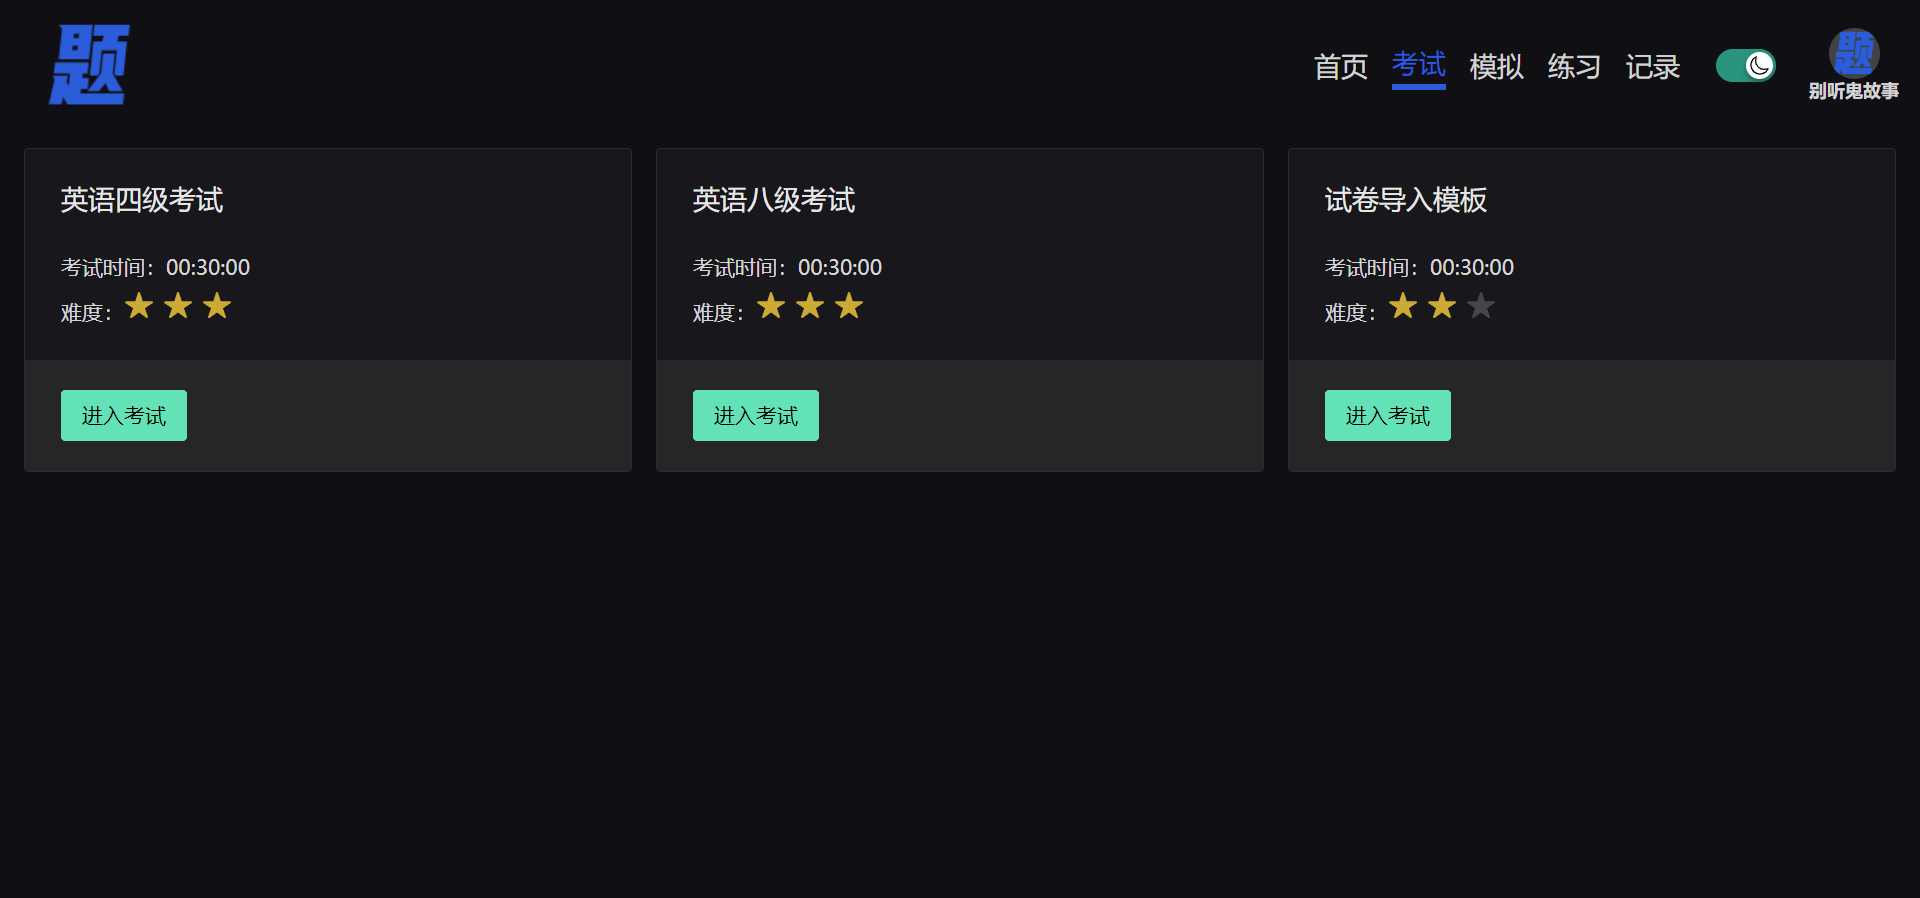 题
首页 考试 模拟 练习 记录
题
别听鬼故事
英语四级考试
考试时间：00:30:00
难度：
进入考试
英语八级考试
考试时间：00:30:00
难度：
进入考试
试卷导入模板
考试时间：00:30:00
难度：
进入考试